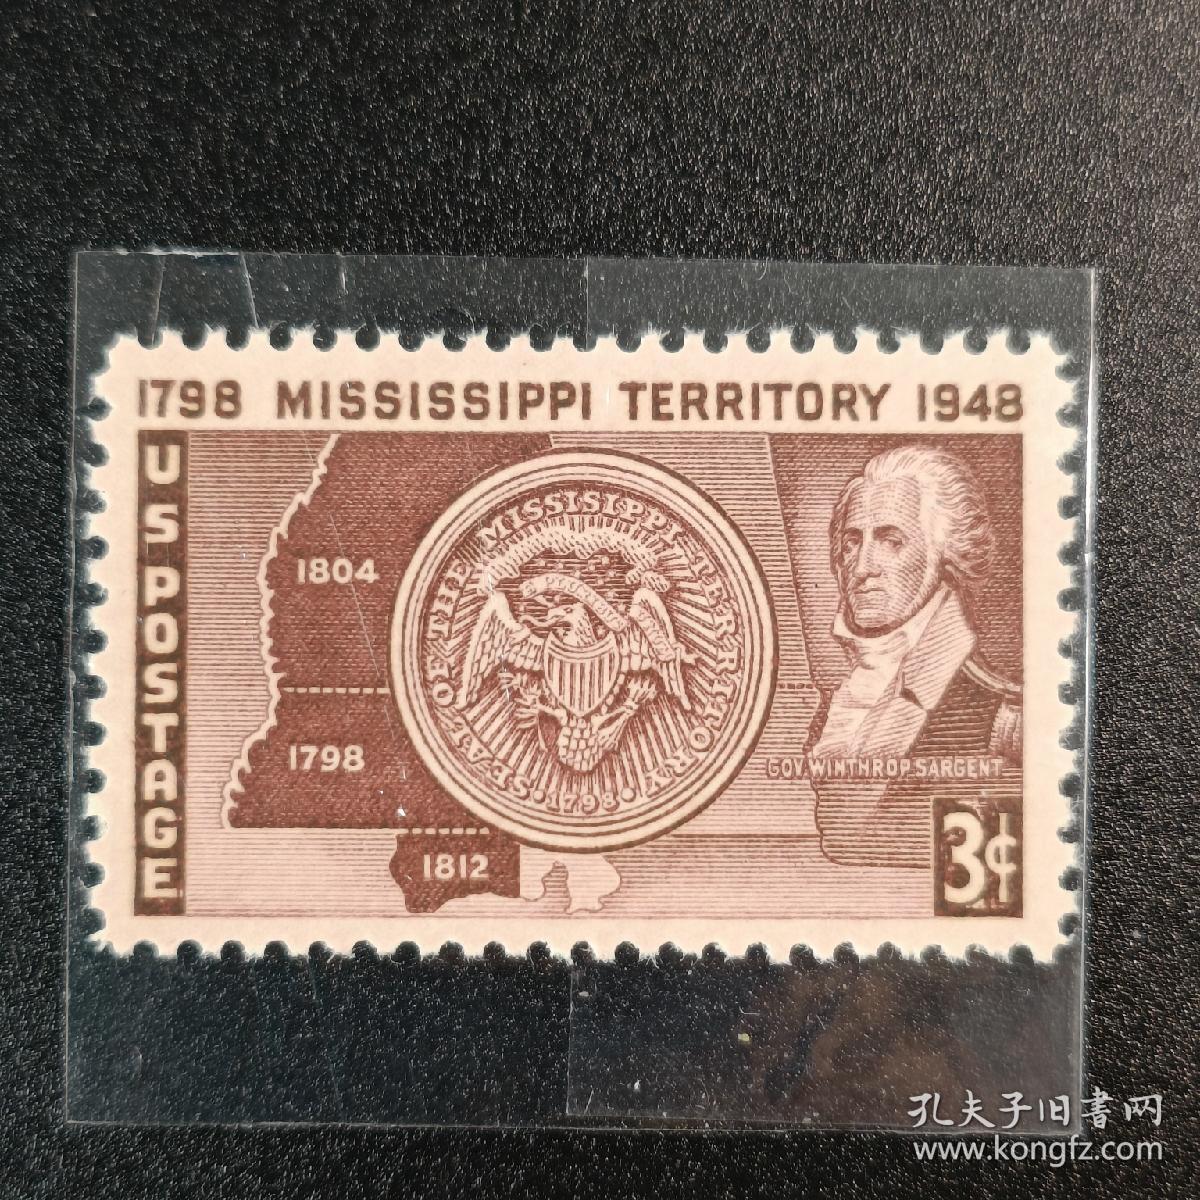 1798 MISSISSIPPI TERRITORY 1948
US POSTAGE
1804
1798
1812
SEAL OF THE MISSISSIPPI TERRITORY
·1798·
GOV. WINTHROP SARGENT
3¢
孔夫子旧書网
www.kongfz.com